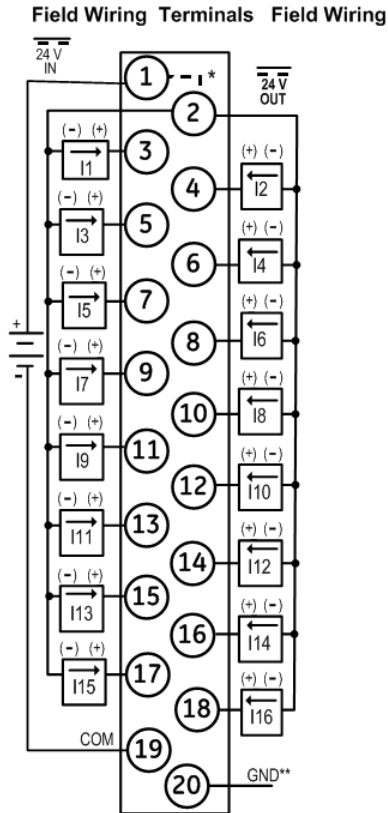 Field Wiring Terminals Field Wiring
24 V
IN
1
*
24 V
OUT
2
(-) (+)
I1
3
(+) (-)
I2
4
(-) (+)
I3
5
(+) (-)
I4
6
(-) (+)
I5
7
(+) (-)
I6
8
+
-
(-) (+)
I7
9
(+) (-)
I8
10
(-) (+)
I9
11
(+) (-)
I10
12
(-) (+)
I11
13
(+) (-)
I12
14
(-) (+)
I13
15
(+) (-)
I14
16
(-) (+)
I15
17
(+) (-)
I16
18
COM
19
20
GND**